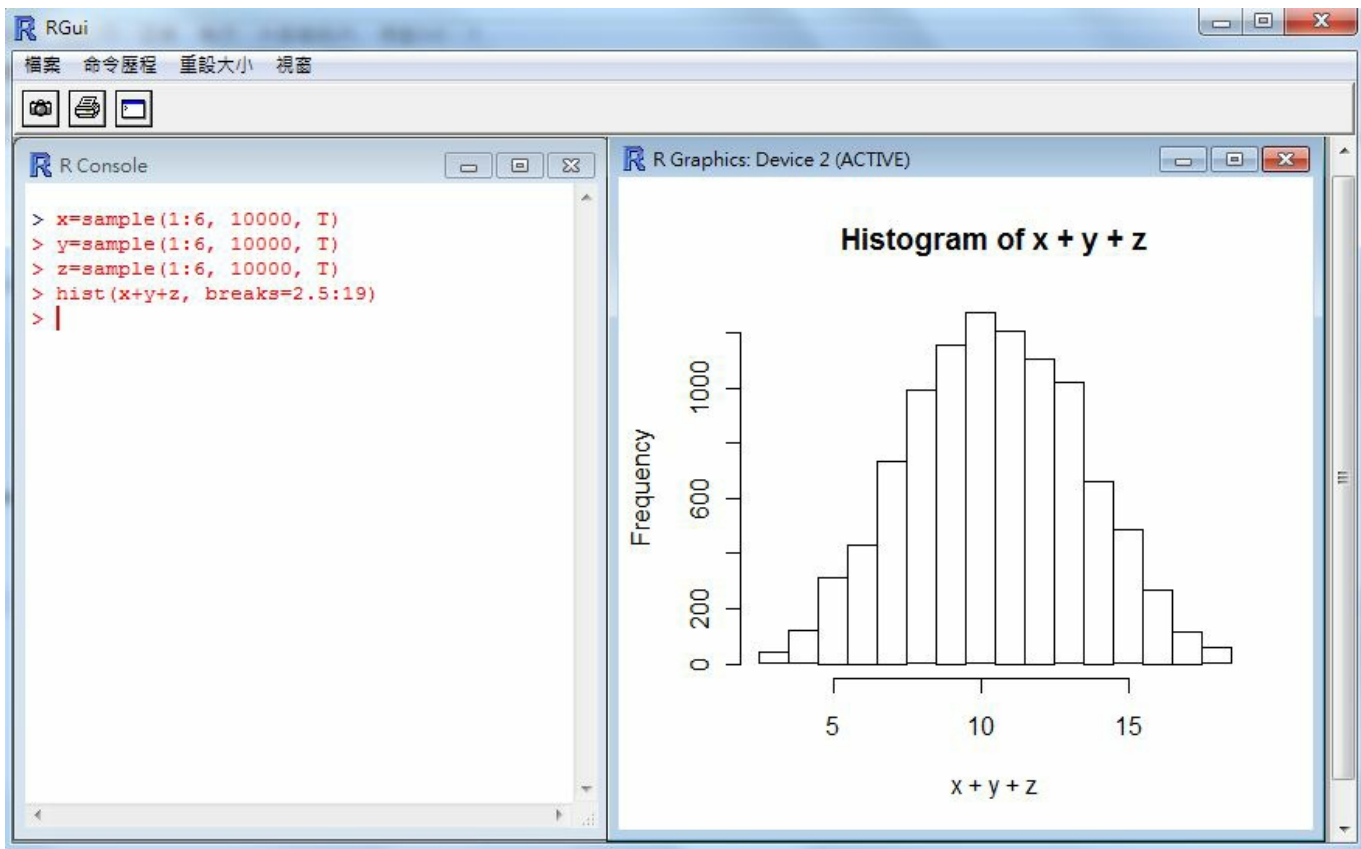 RGui
檔案 命令歷程 重設大小 視窗
R Console
> x=sample(1:6, 10000, T)
> y=sample(1:6, 10000, T)
> z=sample(1:6, 10000, T)
> hist(x+y+z, breaks=2.5:19)
>
R Graphics: Device 2 (ACTIVE)
Histogram of x + y + z
Frequency
1000
600
200
0
5 10 15
x + y + z